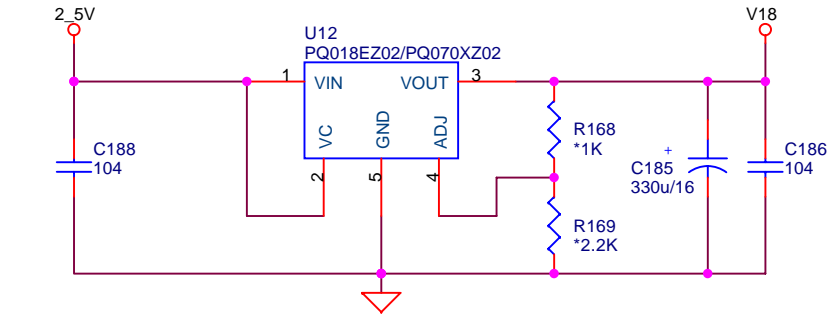 2_5V
V18
U12
PQ018EZ02/PQ070XZ02
1
VIN
VOUT
3
VC
GND
ADJ
2
5
4
C188
104
R168
*1K
+
C185
330u/16
C186
104
R169
*2.2K